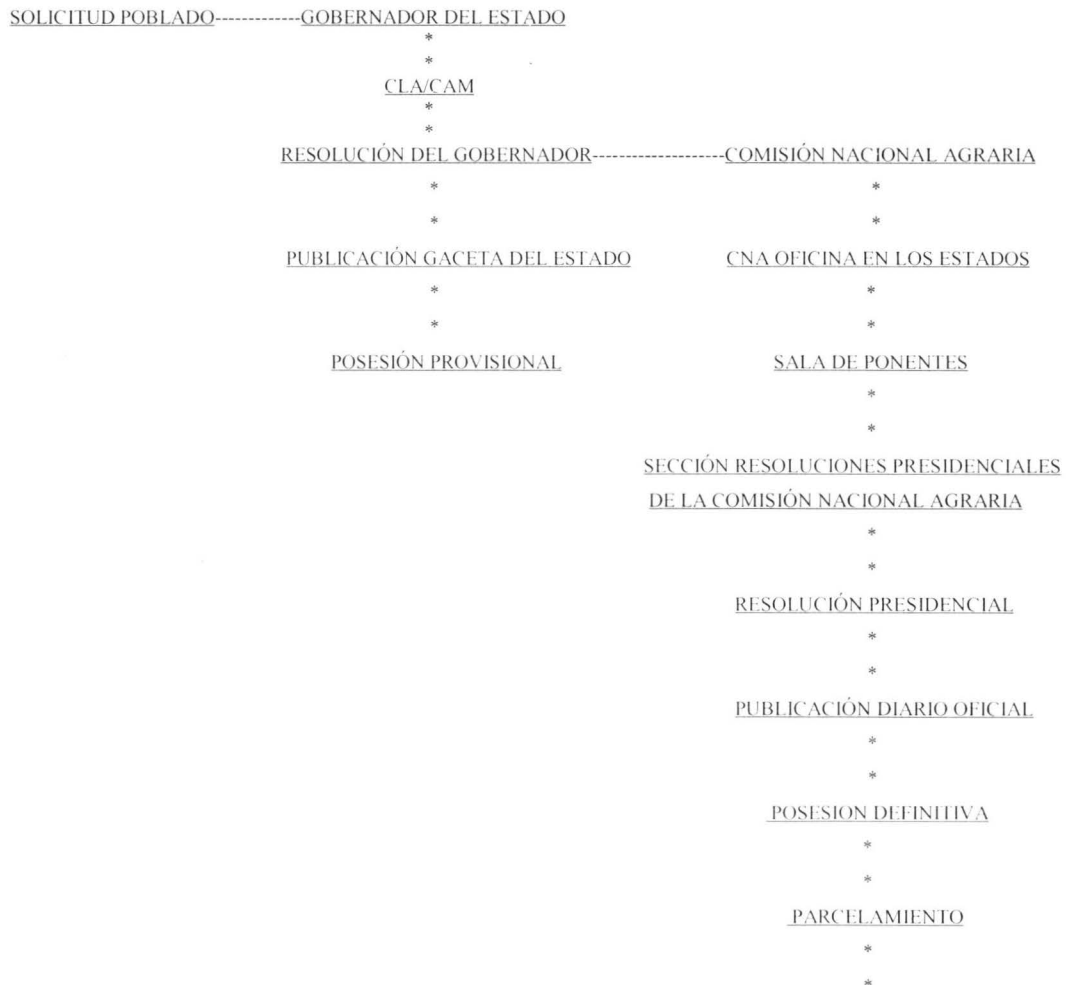 SOLICITUD POBLADO-------------GOBERNADOR DEL ESTADO
*
*
CLA/CAM
*
*
RESOLUCIÓN DEL GOBERNADOR-------------------COMISIÓN NACIONAL AGRARIA
* *
* *
PUBLICACIÓN GACETA DEL ESTADO CNA OFICINA EN LOS ESTADOS
* *
* *
POSESIÓN PROVISIONAL SALA DE PONENTES
*
*
SECCIÓN RESOLUCIONES PRESIDENCIALES
DE LA COMISIÓN NACIONAL AGRARIA
*
*
RESOLUCIÓN PRESIDENCIAL
*
*
PUBLICACIÓN DIARIO OFICIAL
*
*
POSESION DEFINITIVA
*
*
PARCELAMIENTO
*
*